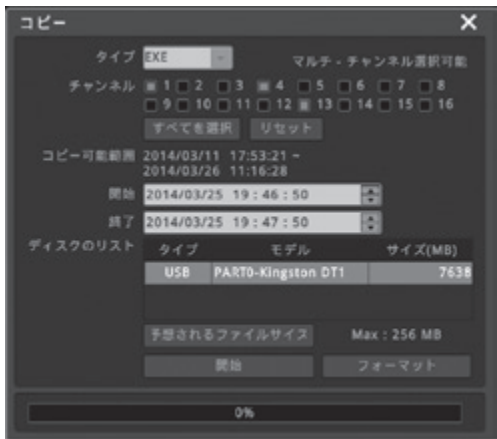 コピー ×
タイプ EXE マルチ - チャンネル選択可能
チャンネル 1 2 3 4 5 6 7 8
9 10 11 12 13 14 15 16
すべてを選択 リセット
コピー可能範囲 2014/03/11 17:53:21 ~
2014/03/26 11:16:28
開始 2014/03/25 19 : 46 : 50
終了 2014/03/25 19 : 47 : 50
ディスクのリスト タイプ モデル サイズ(MB)
USB PART0-Kingston DT1 7638
予想されるファイルサイズ Max : 256 MB
開始 フォーマット
0%